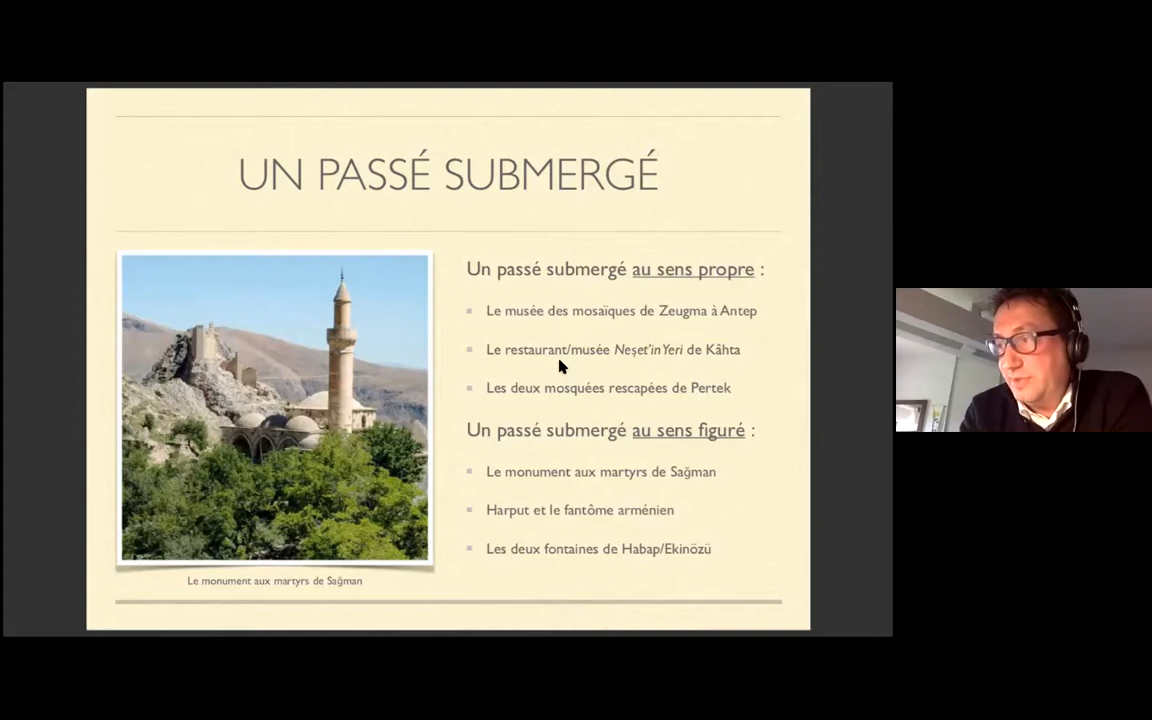 UN PASSÉ SUBMERGÉ
Un passé submergé au sens propre :
Le musée des mosaïques de Zeugma à Antep
Le restaurant/musée Neşet'in Yeri de Kâhta
Les deux mosquées rescapées de Pertek
Un passé submergé au sens figuré :
Le monument aux martyrs de Sağman
Harput et le fantôme arménien
Les deux fontaines de Habap/Ekinözü
Le monument aux martyrs de Sağman